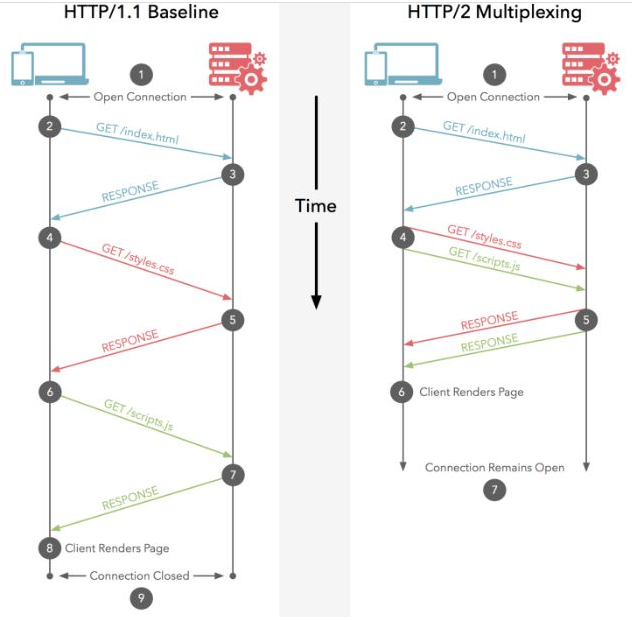 HTTP/1.1 Baseline
1
Open Connection
2
GET /index.html
3
RESPONSE
4
GET /styles.css
5
RESPONSE
6
GET /scripts.js
7
RESPONSE
8
Client Renders Page
Connection Closed
9
Time
HTTP/2 Multiplexing
1
Open Connection
2
GET /index.html
3
RESPONSE
4
GET /styles.css
GET /scripts.js
5
RESPONSE
RESPONSE
6
Client Renders Page
Connection Remains Open
7